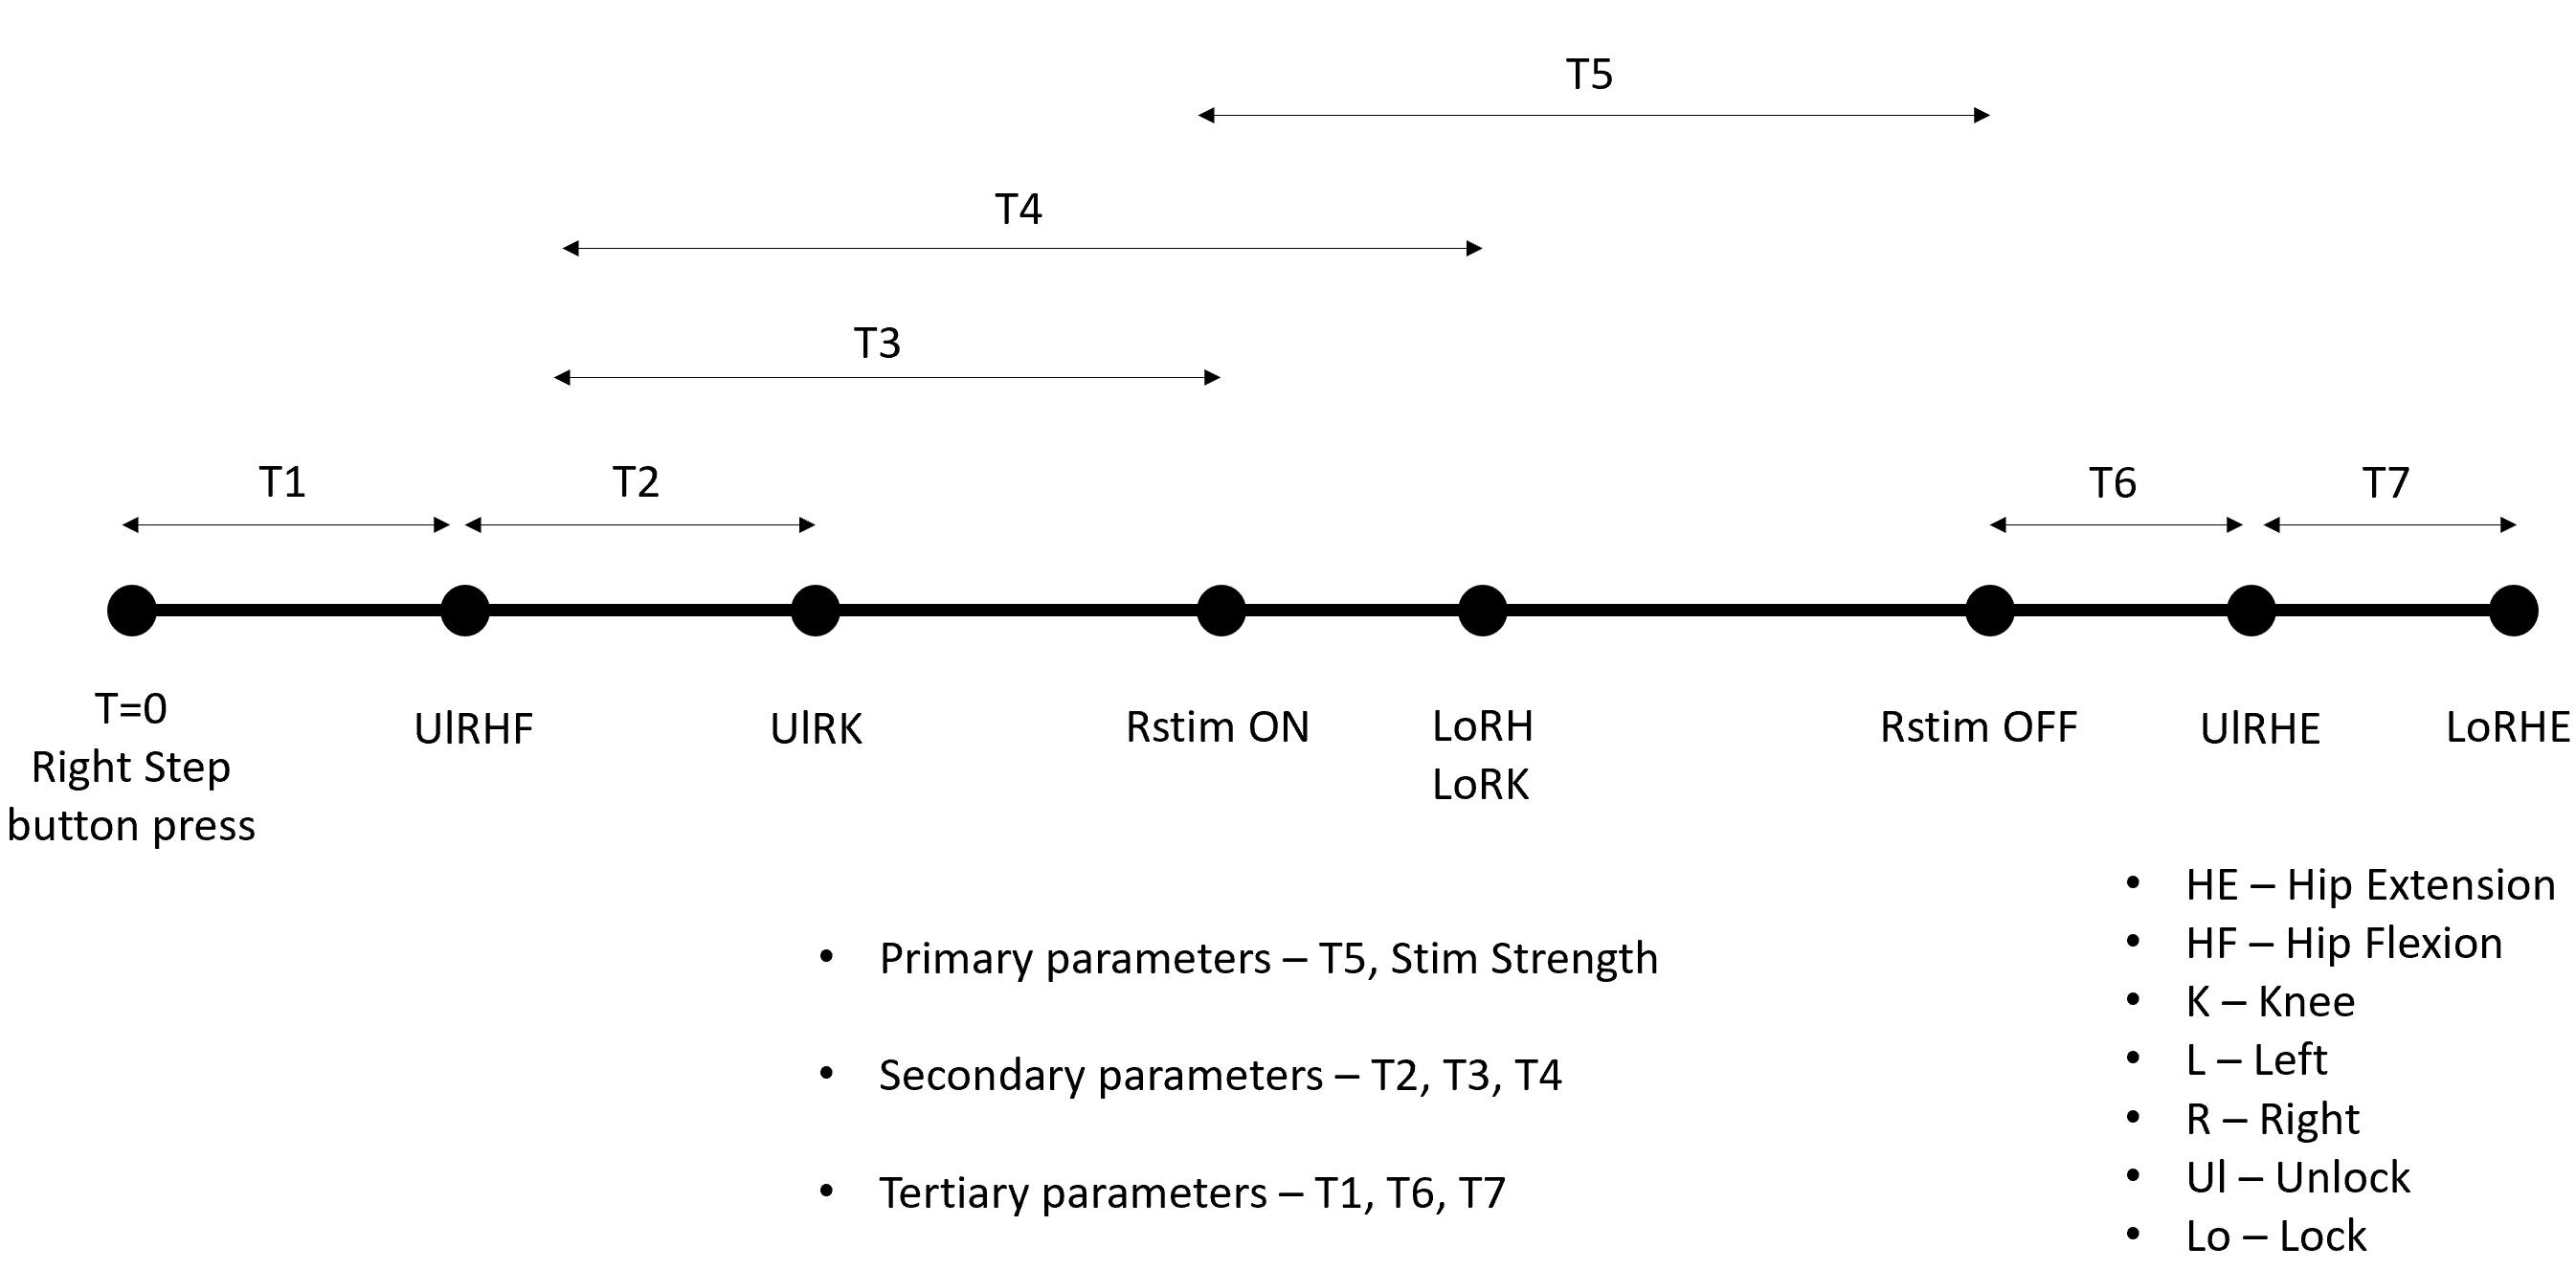 T5
T4
T3
T1
T2
T6
T7
T=0
Right Step
button press
UlRHF
UlRK
Rstim ON
LoRH
LoRK
Rstim OFF
UlRHE
LoRHE
• Primary parameters – T5, Stim Strength
• Secondary parameters – T2, T3, T4
• Tertiary parameters – T1, T6, T7
• HE – Hip Extension
• HF – Hip Flexion
• K – Knee
• L – Left
• R – Right
• Ul – Unlock
• Lo – Lock